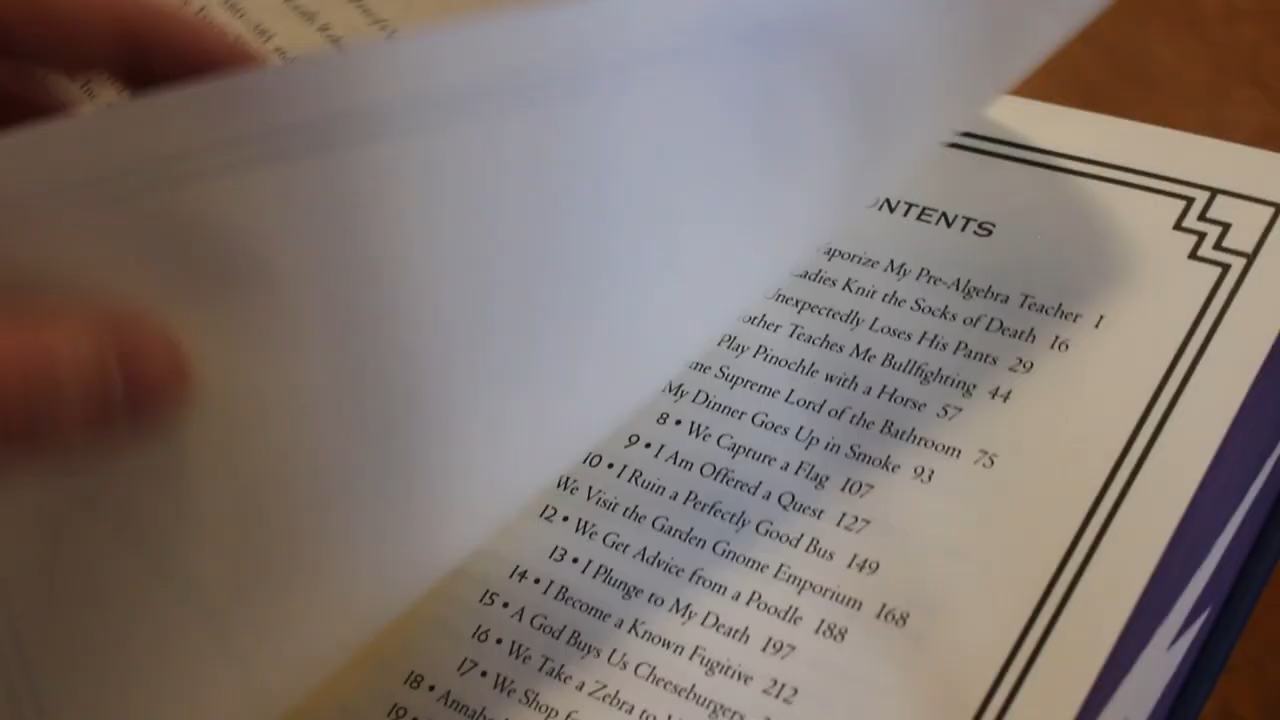 ONTENTS
aporize My Pre-Algebra Teacher 1
adies Knit the Socks of Death 16
nexpectedly Loses His Pants 29
other Teaches Me Bullfighting 44
Play Pinochle with a Horse 57
me Supreme Lord of the Bathroom 75
My Dinner Goes Up in Smoke 93
8 • We Capture a Flag 107
9 • I Am Offered a Quest 127
10 • I Ruin a Perfectly Good Bus 149
We Visit the Garden Gnome Emporium 168
12 • We Get Advice from a Poodle 188
13 • I Plunge to My Death 197
14 • I Become a Known Fugitive 212
15 • A God Buys Us Cheeseburgers
16 • We Take a Zebra to
17 • We Shop
18 • Annab
19